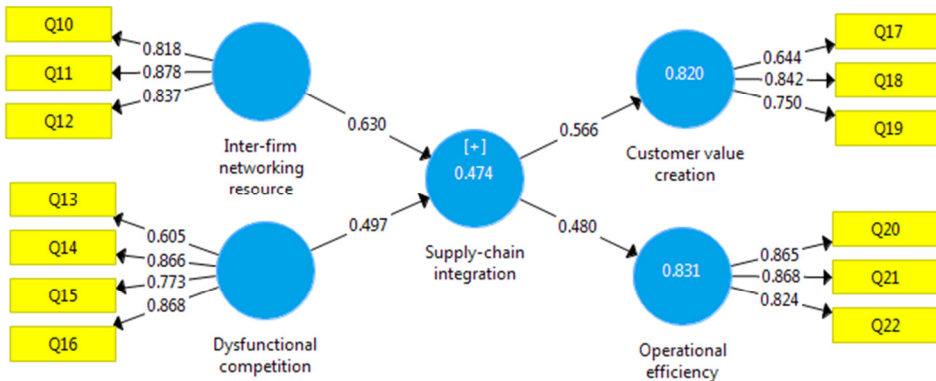 Q10
0.818
Q11
0.878
Q12
0.837
Inter-firm
networking
resource
0.630
Q13
0.605
Q14
0.866
Q15
0.773
Q16
0.868
Dysfunctional
competition
0.497
[+]
0.474
Supply-chain
integration
0.566
0.480
0.820
Customer value
creation
0.644
Q17
0.842
Q18
0.750
Q19
0.831
Operational
efficiency
0.865
Q20
0.868
Q21
0.824
Q22